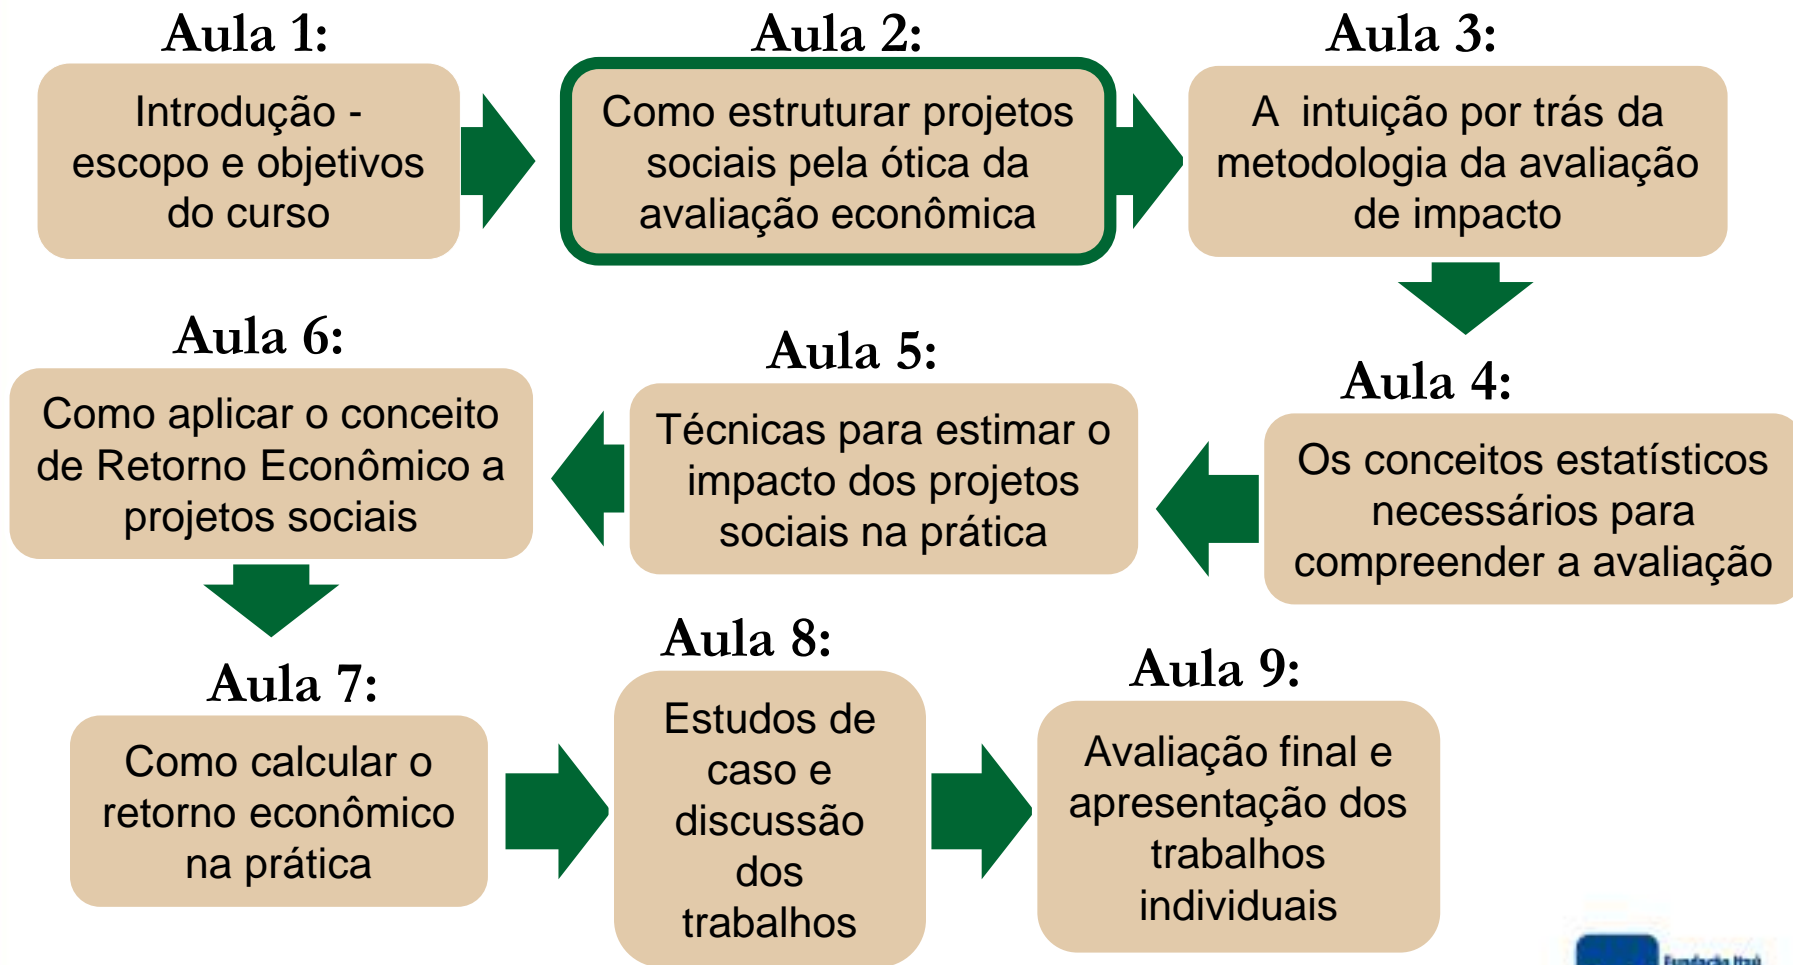 Aula 1:
Introdução -
escopo e objetivos
do curso
Aula 2:
Como estruturar projetos
sociais pela ótica da
avaliação econômica
Aula 3:
A intuição por trás da
metodologia da avaliação
de impacto
Aula 4:
Os conceitos estatísticos
necessários para
compreender a avaliação
Aula 5:
Técnicas para estimar o
impacto dos projetos
sociais na prática
Aula 6:
Como aplicar o conceito
de Retorno Econômico a
projetos sociais
Aula 7:
Como calcular o
retorno econômico
na prática
Aula 8:
Estudos de
caso e
discussão
dos
trabalhos
Aula 9:
Avaliação final e
apresentação dos
trabalhos
individuais
Fundação Itaú